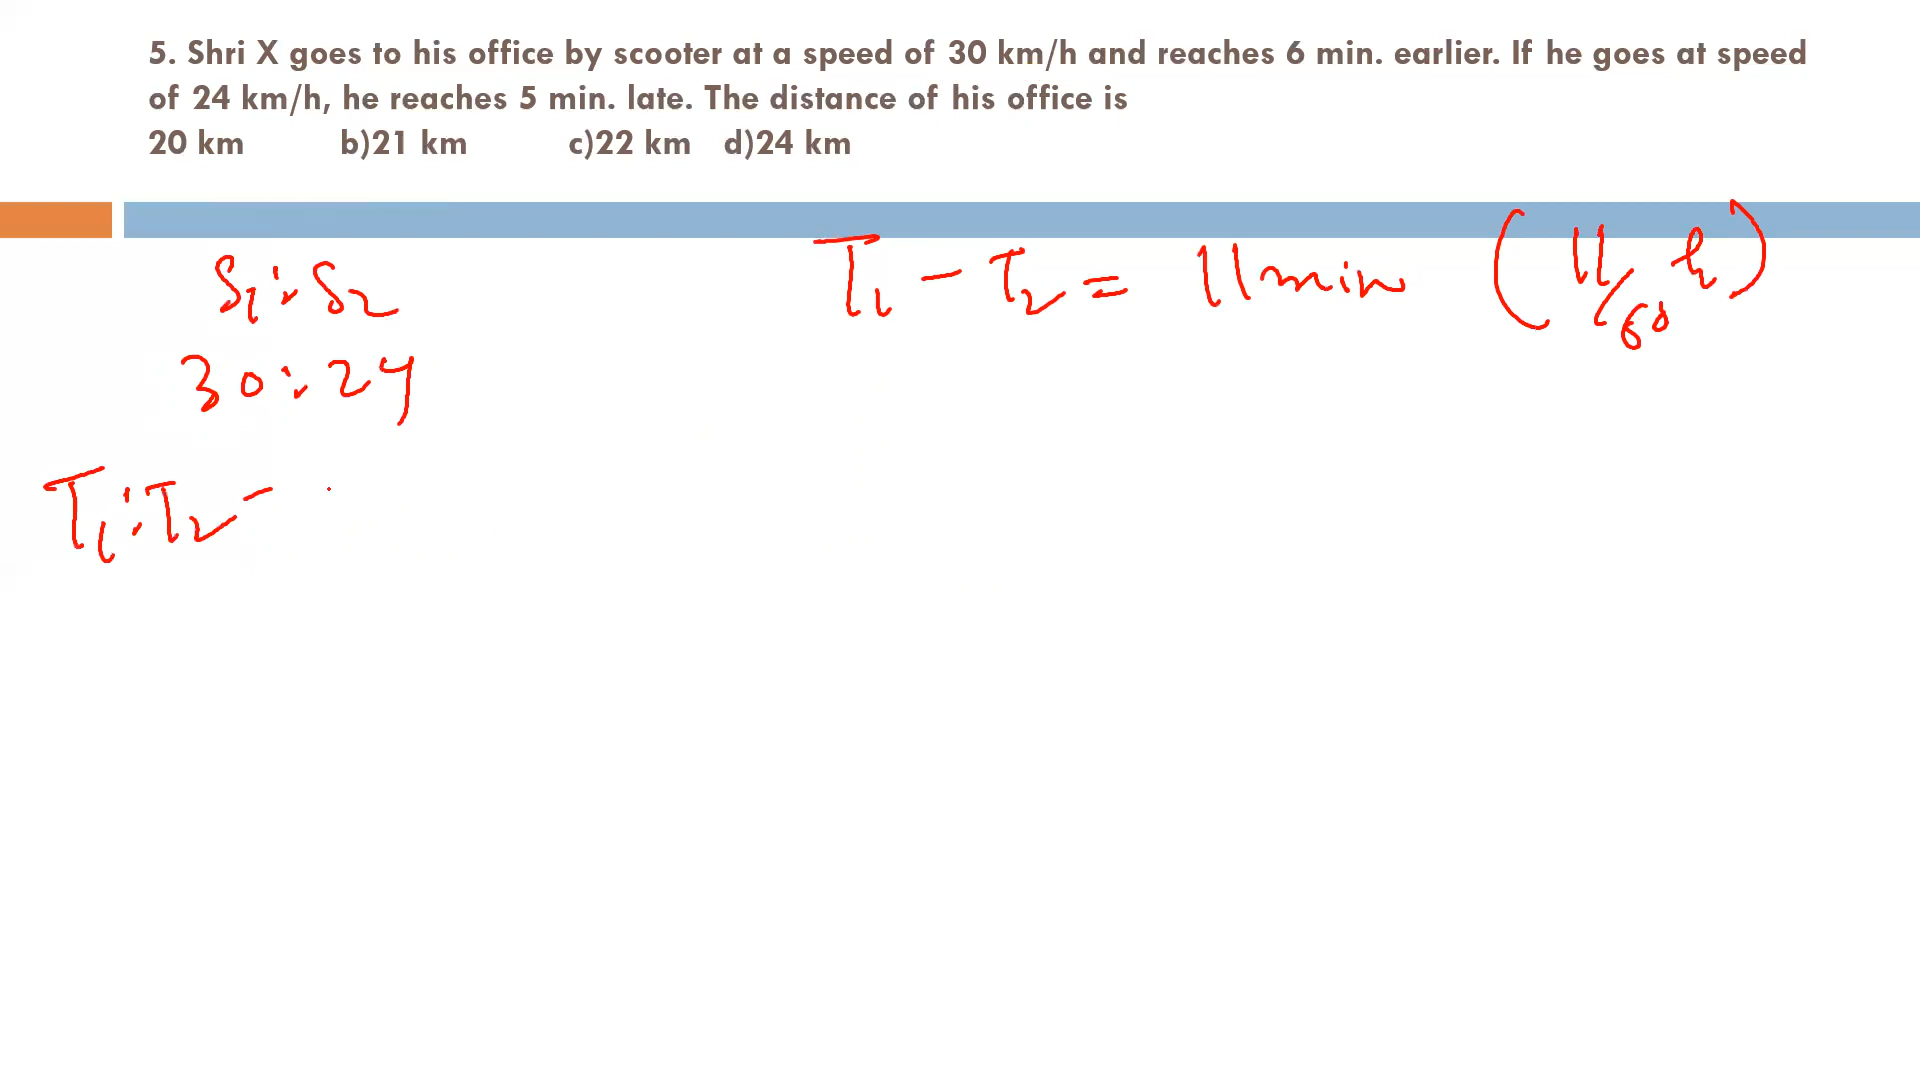 5. Shri X goes to his office by scooter at a speed of 30 km/h and reaches 6 min. earlier. If he goes at speed
of 24 km/h, he reaches 5 min. late. The distance of his office is
20 km b)21 km c)22 km d)24 km
S₁ : S₂
T₁ - T₂ = 11 min (11/60 h)
30 : 24
T₁ : T₂ -